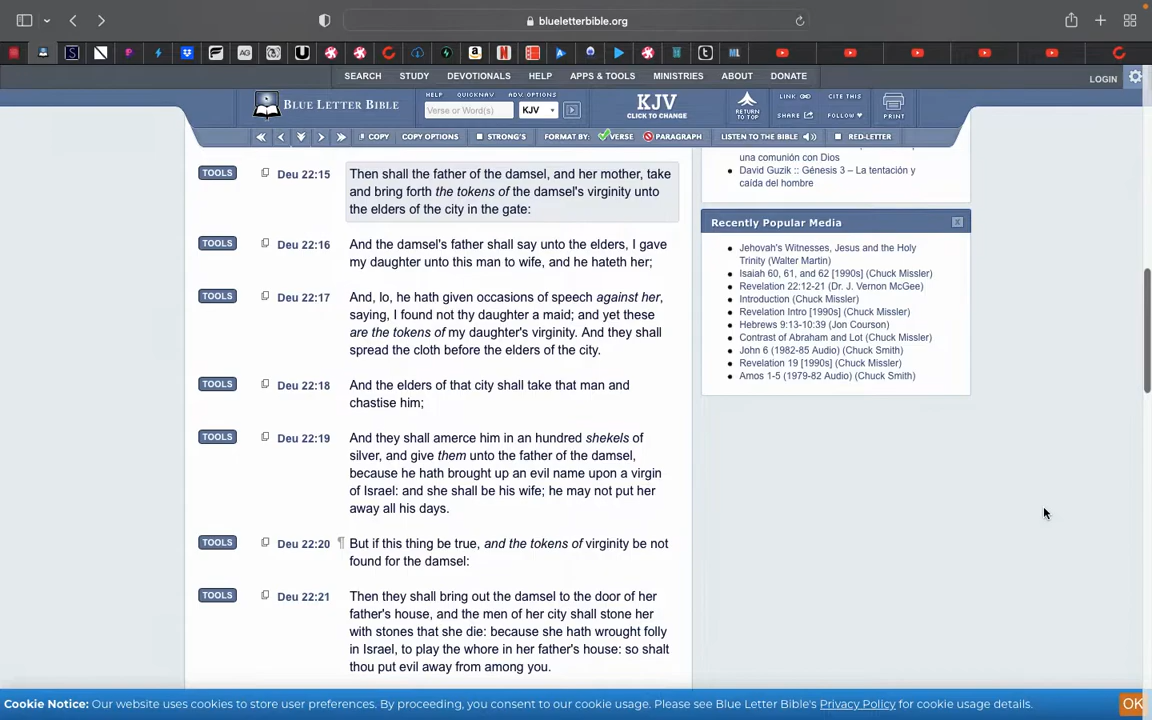 blueletterbible.org
AG
U
N
t
ML
SEARCH STUDY DEVOTIONALS HELP APPS & TOOLS MINISTRIES ABOUT DONATE
LOGIN
BLUE LETTER BIBLE
HELP QUICKNAV ADV. OPTIONS
Verse or Word(s)
KJV
KJV
CLICK TO CHANGE
RETURN
TO TOP
LINK
CITE THIS
SHARE
FOLLOW
PRINT
COPY COPY OPTIONS STRONG'S FORMAT BY: VERSE PARAGRAPH LISTEN TO THE BIBLE RED-LETTER
TOOLS Deu 22:15 Then shall the father of the damsel, and her mother, take
and bring forth the tokens of the damsel's virginity unto
the elders of the city in the gate:
TOOLS Deu 22:16 And the damsel's father shall say unto the elders, I gave
my daughter unto this man to wife, and he hateth her;
TOOLS Deu 22:17 And, lo, he hath given occasions of speech against her,
saying, I found not thy daughter a maid; and yet these
are the tokens of my daughter's virginity. And they shall
spread the cloth before the elders of the city.
TOOLS Deu 22:18 And the elders of that city shall take that man and
chastise him;
TOOLS Deu 22:19 And they shall amerce him in an hundred shekels of
silver, and give them unto the father of the damsel,
because he hath brought up an evil name upon a virgin
of Israel: and she shall be his wife; he may not put her
away all his days.
TOOLS Deu 22:20 ¶ But if this thing be true, and the tokens of virginity be not
found for the damsel:
TOOLS Deu 22:21 Then they shall bring out the damsel to the door of her
father's house, and the men of her city shall stone her
with stones that she die: because she hath wrought folly
in Israel, to play the whore in her father's house: so shalt
thou put evil away from among you.
una comunión con Dios
David Guzik :: Génesis 3 – La tentación y
caída del hombre
Recently Popular Media
Jehovah's Witnesses, Jesus and the Holy
Trinity (Walter Martin)
Isaiah 60, 61, and 62 [1990s] (Chuck Missler)
Revelation 22:12-21 (Dr. J. Vernon McGee)
Introduction (Chuck Missler)
Revelation Intro [1990s] (Chuck Missler)
Hebrews 9:13-10:39 (Jon Courson)
Contrast of Abraham and Lot (Chuck Missler)
John 6 (1982-85 Audio) (Chuck Smith)
Revelation 19 [1990s] (Chuck Missler)
Amos 1-5 (1979-82 Audio) (Chuck Smith)
Cookie Notice: Our website uses cookies to store user preferences. By proceeding, you consent to our cookie usage. Please see Blue Letter Bible's Privacy Policy for cookie usage details.
OK